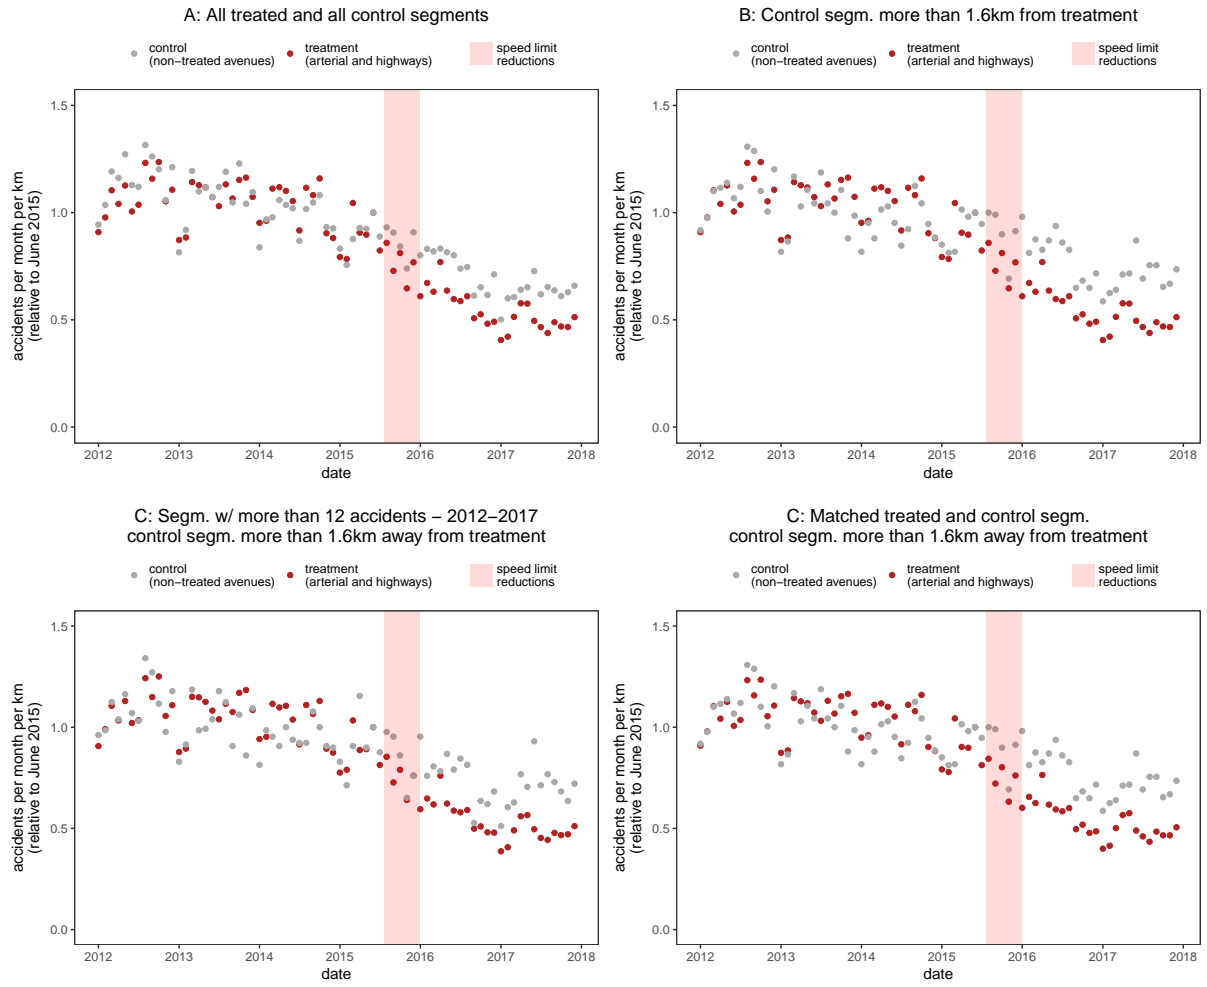 A: All treated and all control segments
control
(non−treated avenues)
treatment
(arterial and highways)
speed limit
reductions
accidents per month per km
(relative to June 2015)
1.5
1.0
0.5
0.0
2012 2013 2014 2015 2016 2017 2018
date
B: Control segm. more than 1.6km from treatment
control
(non−treated avenues)
treatment
(arterial and highways)
speed limit
reductions
accidents per month per km
(relative to June 2015)
1.5
1.0
0.5
0.0
2012 2013 2014 2015 2016 2017 2018
date
C: Segm. w/ more than 12 accidents − 2012−2017
control segm. more than 1.6km away from treatment
control
(non−treated avenues)
treatment
(arterial and highways)
speed limit
reductions
accidents per month per km
(relative to June 2015)
1.5
1.0
0.5
0.0
2012 2013 2014 2015 2016 2017 2018
date
C: Matched treated and control segm.
control segm. more than 1.6km away from treatment
control
(non−treated avenues)
treatment
(arterial and highways)
speed limit
reductions
accidents per month per km
(relative to June 2015)
1.5
1.0
0.5
0.0
2012 2013 2014 2015 2016 2017 2018
date